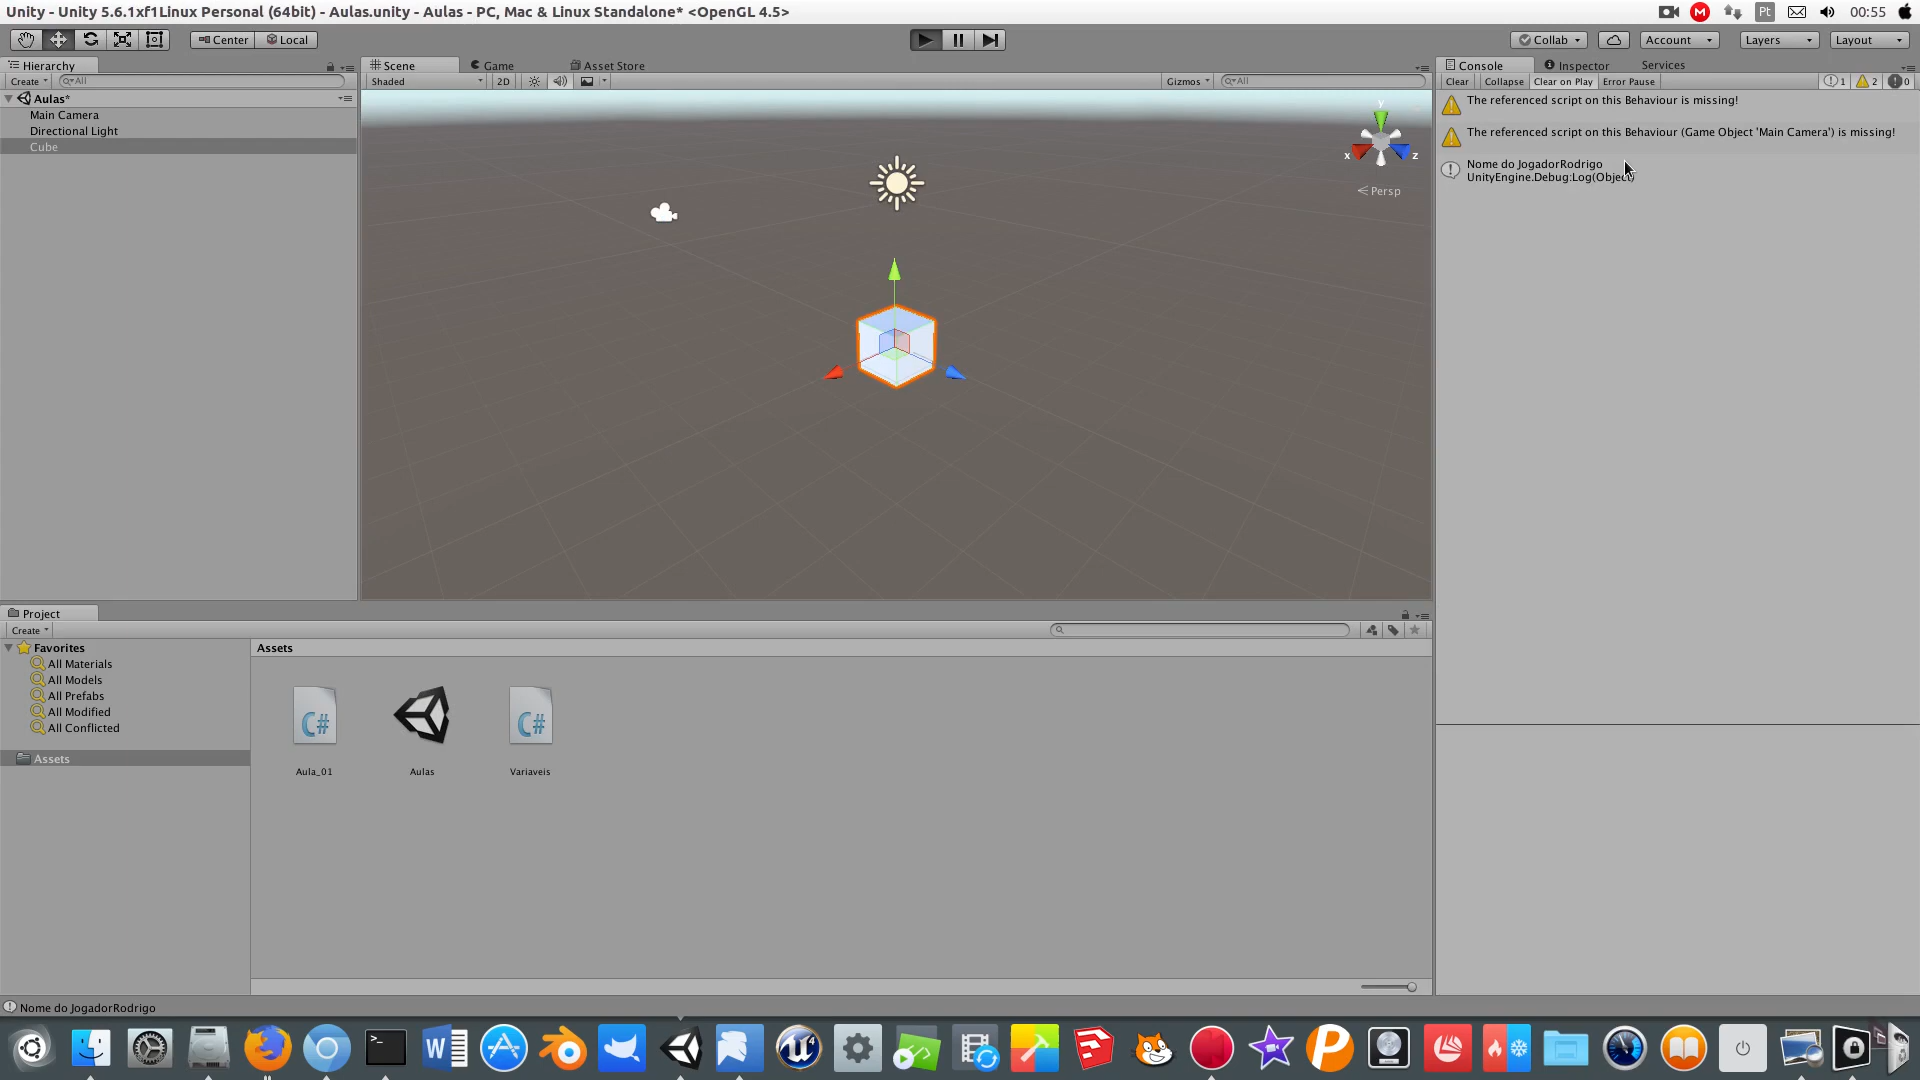 Unity - Unity 5.6.1xf1Linux Personal (64bit) - Aulas.unity - Aulas - PC, Mac & Linux Standalone* <OpenGL 4.5>
M
Pt
00:55
Center
Local
Collab
Account
Layers
Layout
Hierarchy
Create
All
Aulas*
Main Camera
Directional Light
Cube
Scene
Game
Asset Store
Shaded
2D
Gizmos
All
y
x
z
Persp
Console
Inspector
Services
Clear
Collapse
Clear on Play
Error Pause
1
2
0
The referenced script on this Behaviour is missing!
The referenced script on this Behaviour (Game Object 'Main Camera') is missing!
Nome do JogadorRodrigo
UnityEngine.Debug:Log(Object)
Project
Create
Favorites
All Materials
All Models
All Prefabs
All Modified
All Conflicted
Assets
Assets
C#
C#
Aula_01
Aulas
Variaveis
Nome do JogadorRodrigo
>_
W
4
P